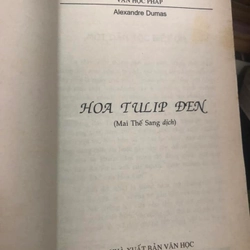 VĂN HỌC PHÁP
Alexandre Dumas
HOA TULIP ĐEN
(Mai Thế Sang dịch)
XUẤT BẢN VĂN HỌC